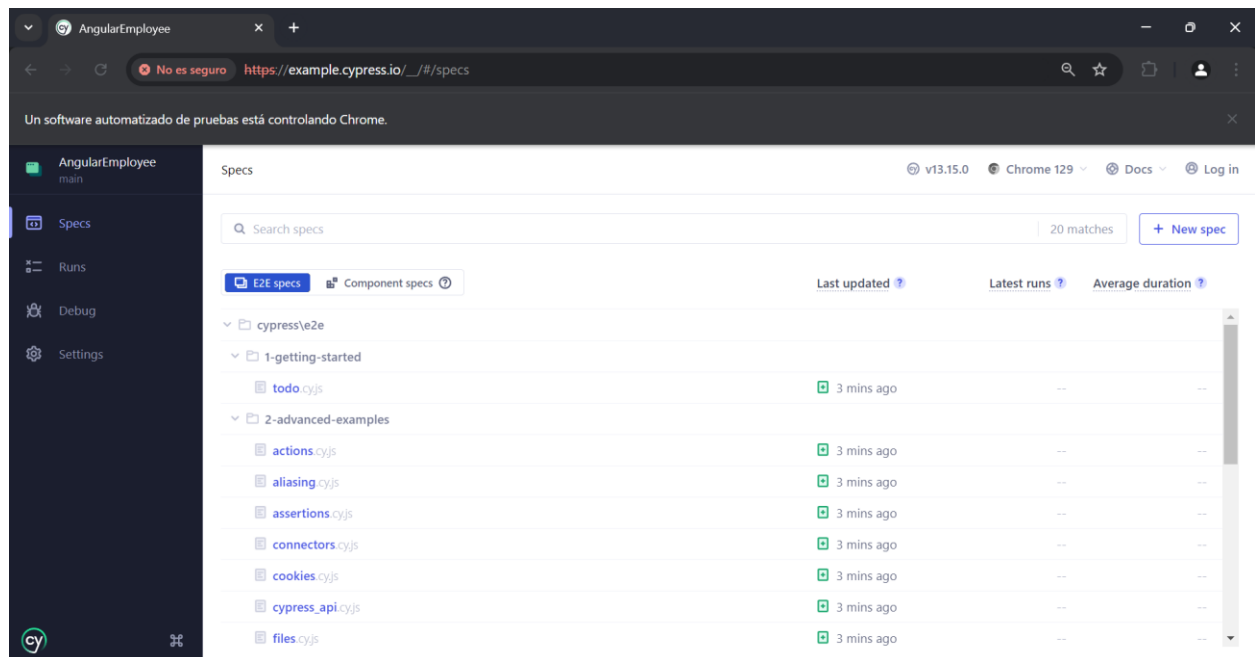 AngularEmployee
No es seguro https://example.cypress.io/__/#/specs
Un software automatizado de pruebas está controlando Chrome.
AngularEmployee
main
Specs
Runs
Debug
Settings
cy
Specs v13.15.0 Chrome 129 Docs Log in
Search specs 20 matches + New spec
E2E specs Component specs Last updated ? Latest runs ? Average duration ?
cypress\e2e
1-getting-started
todo.cy.js 3 mins ago -- --
2-advanced-examples
actions.cy.js 3 mins ago -- --
aliasing.cy.js 3 mins ago -- --
assertions.cy.js 3 mins ago -- --
connectors.cy.js 3 mins ago -- --
cookies.cy.js 3 mins ago -- --
cypress_api.cy.js 3 mins ago -- --
files.cy.js 3 mins ago -- --